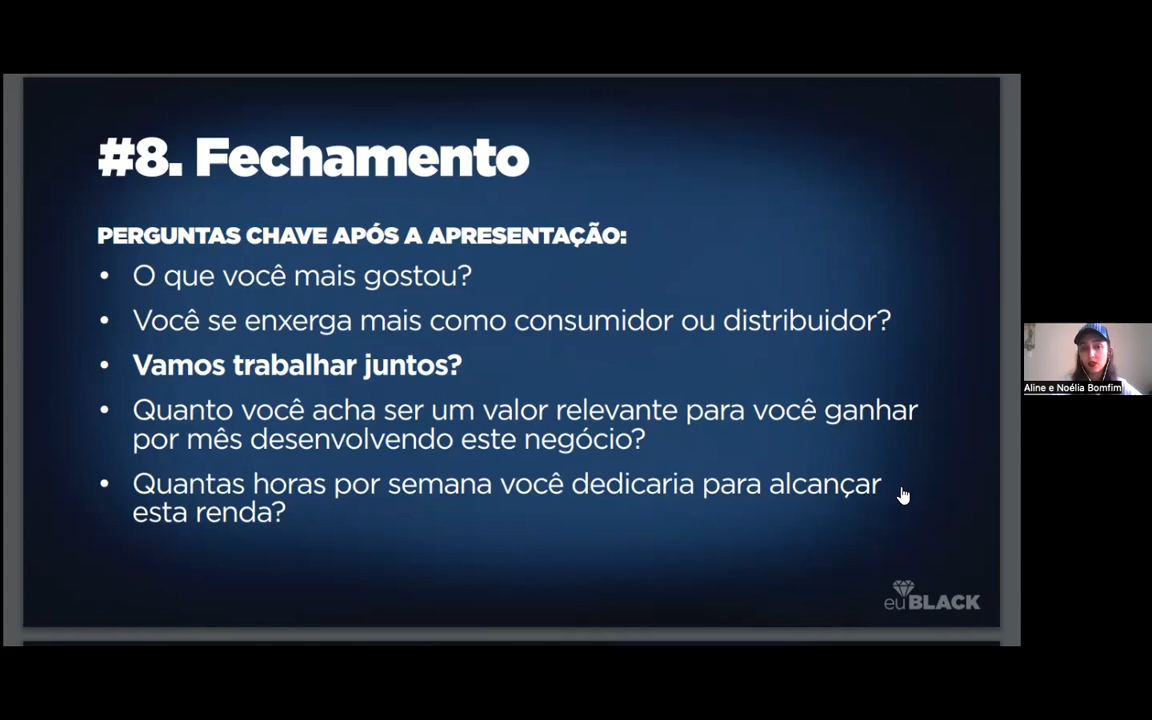 #8. Fechamento
PERGUNTAS CHAVE APÓS A APRESENTAÇÃO:
• O que você mais gostou?
• Você se enxerga mais como consumidor ou distribuidor?
• Vamos trabalhar juntos?
• Quanto você acha ser um valor relevante para você ganhar
por mês desenvolvendo este negócio?
• Quantas horas por semana você dedicaria para alcançar
esta renda?
euBLACK
Aline e Noélia Bomfim